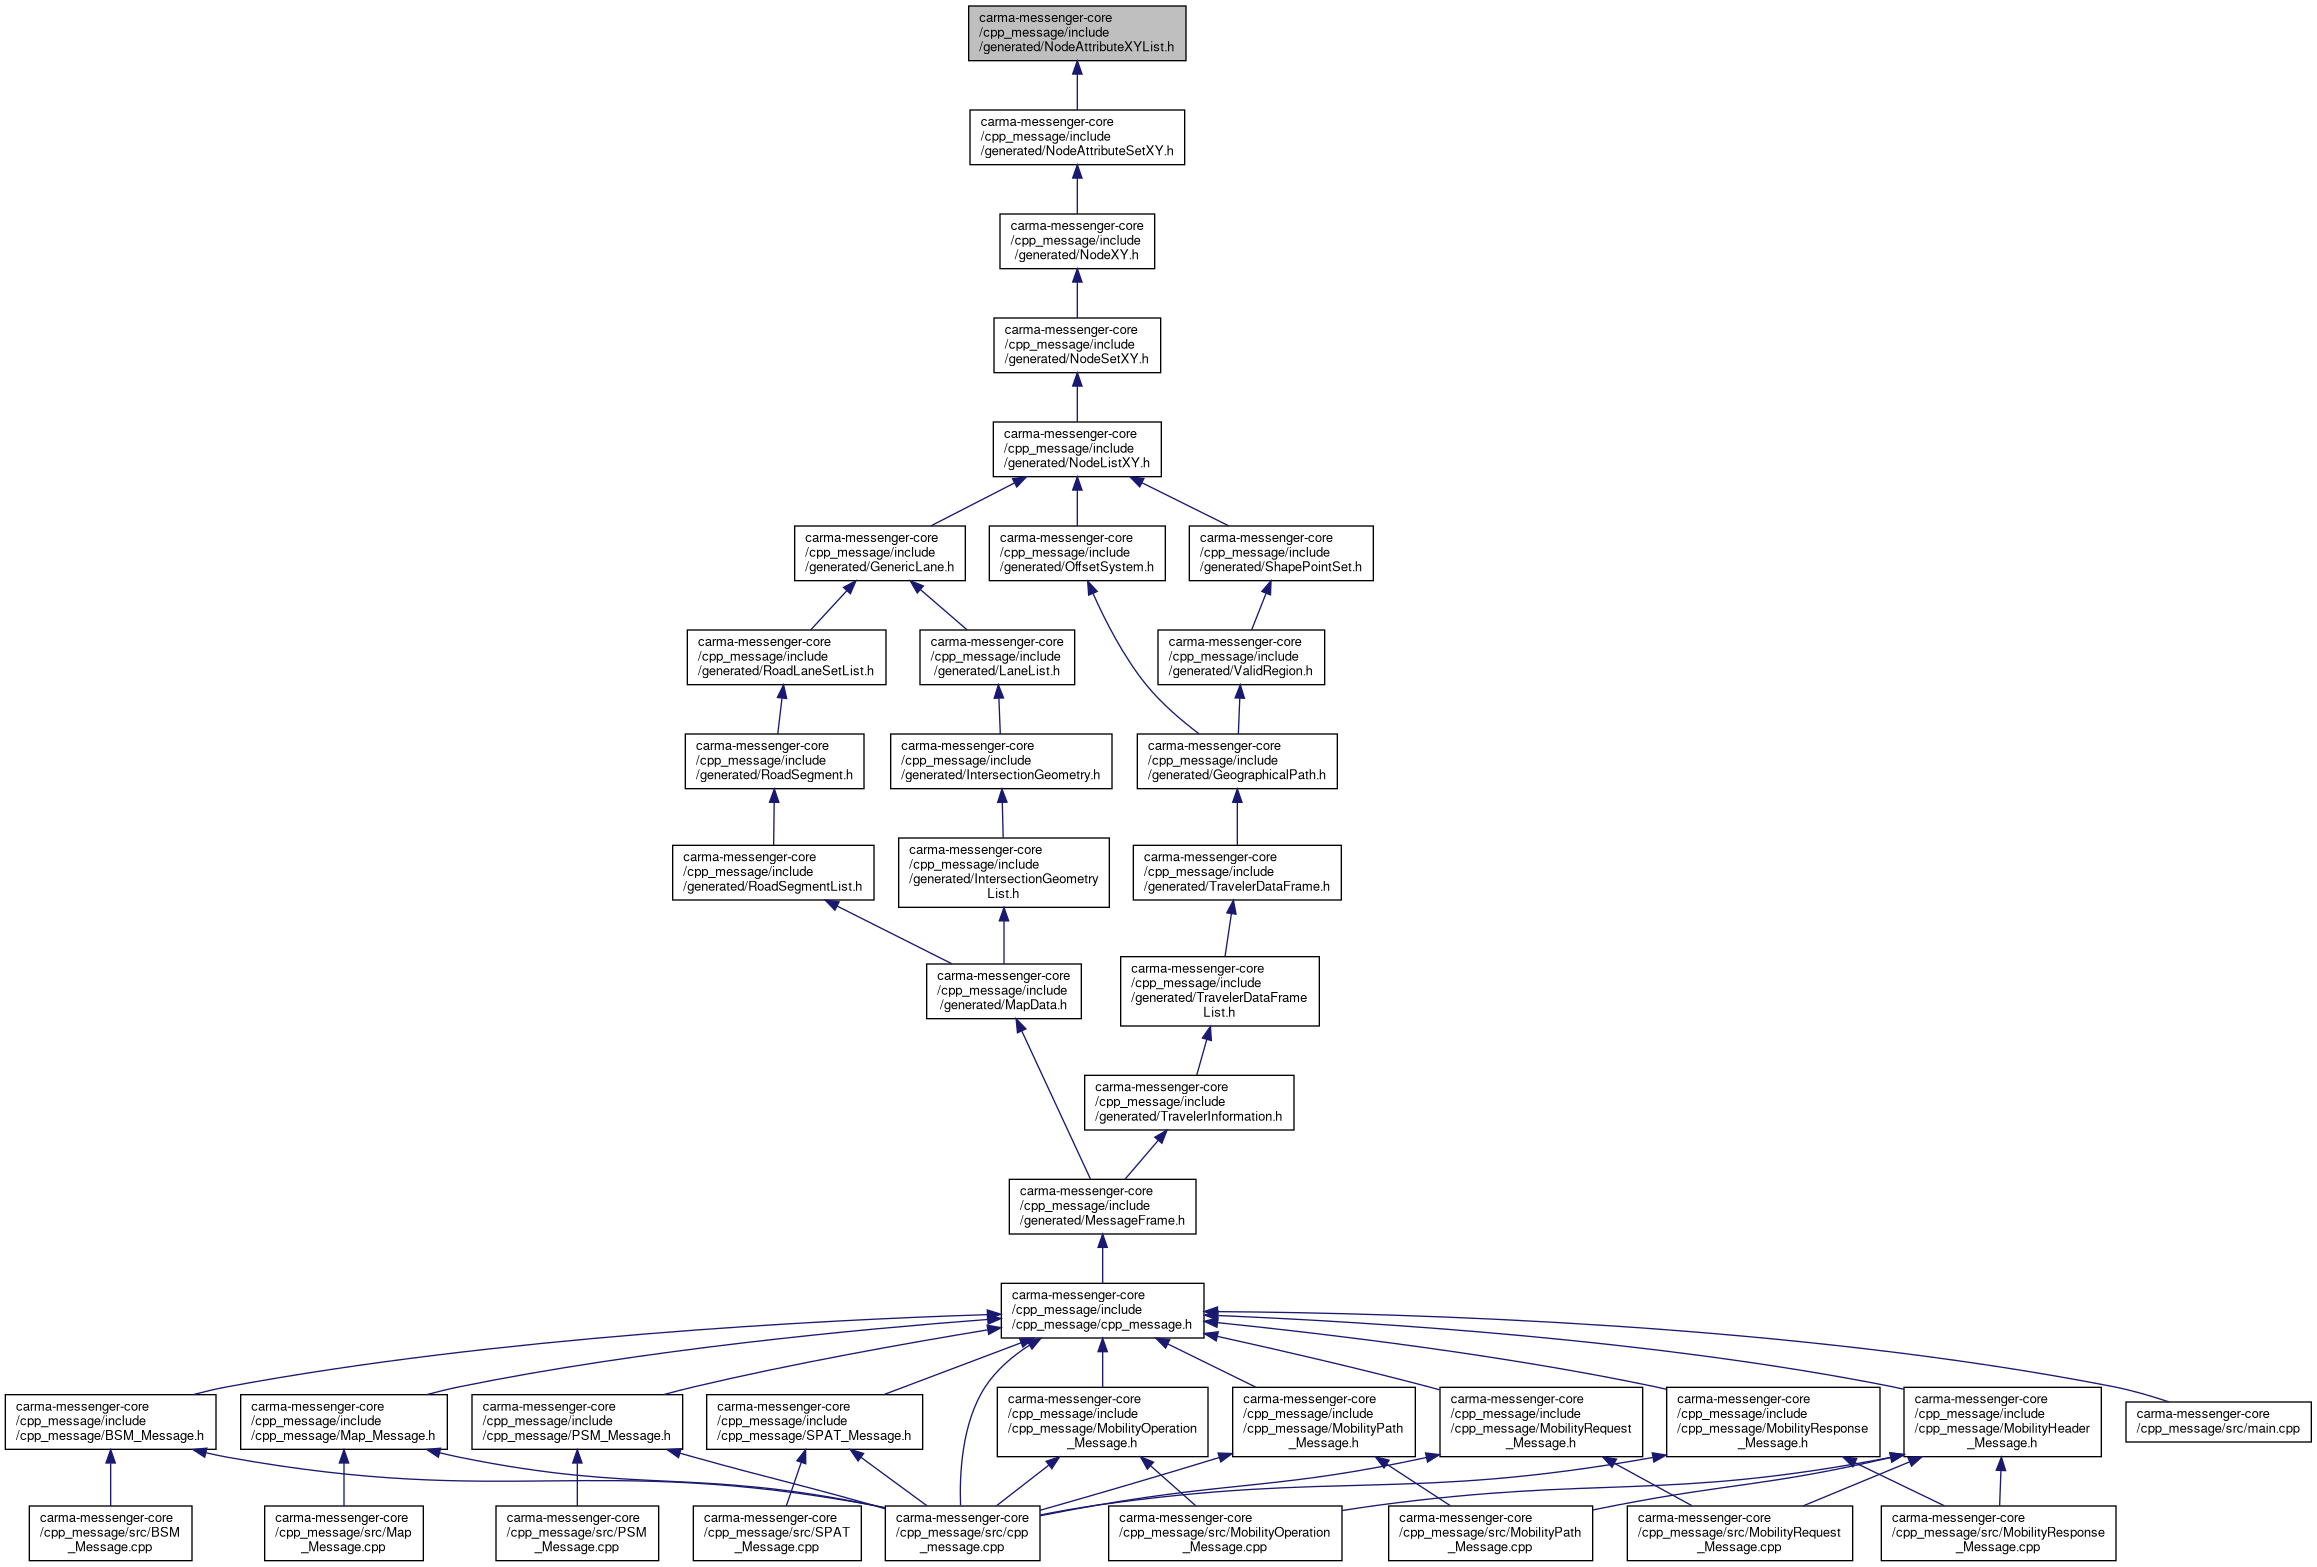 carma-messenger-core
/cpp_message/include
/generated/NodeAttributeXYList.h
carma-messenger-core
/cpp_message/include
/generated/NodeAttributeSetXY.h
carma-messenger-core
/cpp_message/include
/generated/NodeXY.h
carma-messenger-core
/cpp_message/include
/generated/NodeSetXY.h
carma-messenger-core
/cpp_message/include
/generated/NodeListXY.h
carma-messenger-core
/cpp_message/include
/generated/GenericLane.h
carma-messenger-core
/cpp_message/include
/generated/OffsetSystem.h
carma-messenger-core
/cpp_message/include
/generated/ShapePointSet.h
carma-messenger-core
/cpp_message/include
/generated/RoadLaneSetList.h
carma-messenger-core
/cpp_message/include
/generated/LaneList.h
carma-messenger-core
/cpp_message/include
/generated/ValidRegion.h
carma-messenger-core
/cpp_message/include
/generated/RoadSegment.h
carma-messenger-core
/cpp_message/include
/generated/IntersectionGeometry.h
carma-messenger-core
/cpp_message/include
/generated/GeographicalPath.h
carma-messenger-core
/cpp_message/include
/generated/RoadSegmentList.h
carma-messenger-core
/cpp_message/include
/generated/IntersectionGeometry
List.h
carma-messenger-core
/cpp_message/include
/generated/TravelerDataFrame.h
carma-messenger-core
/cpp_message/include
/generated/MapData.h
carma-messenger-core
/cpp_message/include
/generated/TravelerDataFrame
List.h
carma-messenger-core
/cpp_message/include
/generated/TravelerInformation.h
carma-messenger-core
/cpp_message/include
/generated/MessageFrame.h
carma-messenger-core
/cpp_message/include
/cpp_message/cpp_message.h
carma-messenger-core
/cpp_message/include
/cpp_message/BSM_Message.h
carma-messenger-core
/cpp_message/include
/cpp_message/Map_Message.h
carma-messenger-core
/cpp_message/include
/cpp_message/PSM_Message.h
carma-messenger-core
/cpp_message/include
/cpp_message/SPAT_Message.h
carma-messenger-core
/cpp_message/include
/cpp_message/MobilityOperation
_Message.h
carma-messenger-core
/cpp_message/include
/cpp_message/MobilityPath
_Message.h
carma-messenger-core
/cpp_message/include
/cpp_message/MobilityRequest
_Message.h
carma-messenger-core
/cpp_message/include
/cpp_message/MobilityResponse
_Message.h
carma-messenger-core
/cpp_message/include
/cpp_message/MobilityHeader
_Message.h
carma-messenger-core
/cpp_message/src/main.cpp
carma-messenger-core
/cpp_message/src/BSM
_Message.cpp
carma-messenger-core
/cpp_message/src/Map
_Message.cpp
carma-messenger-core
/cpp_message/src/PSM
_Message.cpp
carma-messenger-core
/cpp_message/src/SPAT
_Message.cpp
carma-messenger-core
/cpp_message/src/cpp
_message.cpp
carma-messenger-core
/cpp_message/src/MobilityOperation
_Message.cpp
carma-messenger-core
/cpp_message/src/MobilityPath
_Message.cpp
carma-messenger-core
/cpp_message/src/MobilityRequest
_Message.cpp
carma-messenger-core
/cpp_message/src/MobilityResponse
_Message.cpp